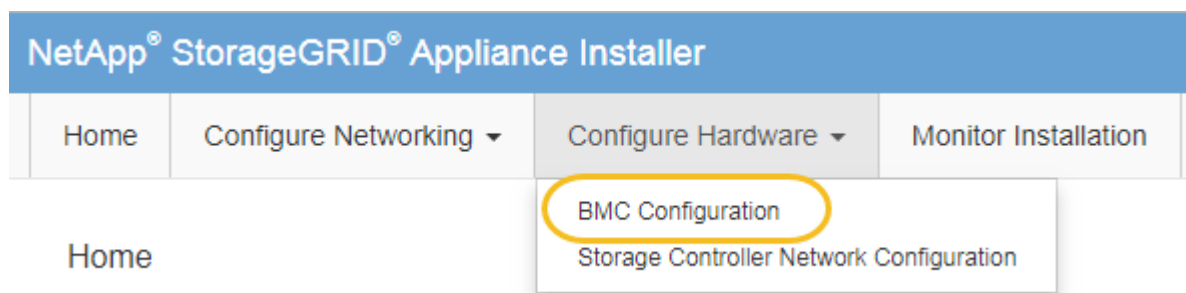 NetApp® StorageGRID® Appliance Installer
Home Configure Networking Configure Hardware Monitor Installation
BMC Configuration
Home
Storage Controller Network Configuration